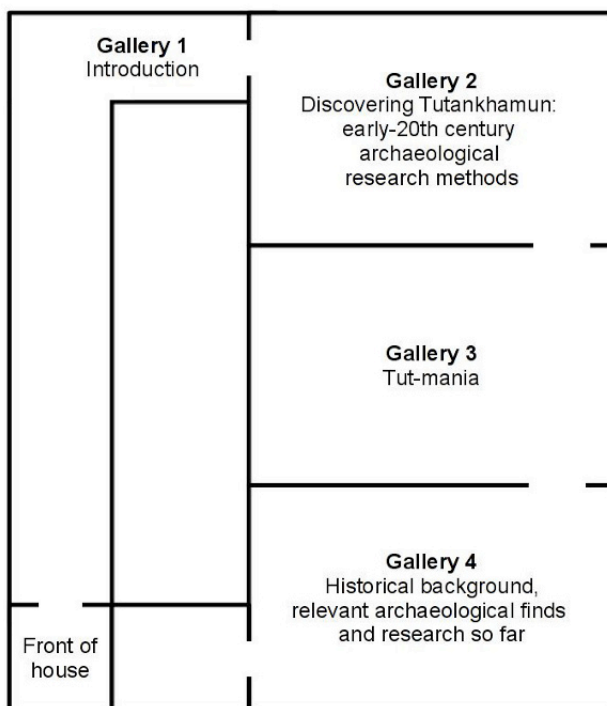 Gallery 1
Introduction
Gallery 2
Discovering Tutankhamun:
early-20th century
archaeological
research methods
Gallery 3
Tut-mania
Gallery 4
Historical background,
relevant archaeological finds
and research so far
Front of
house